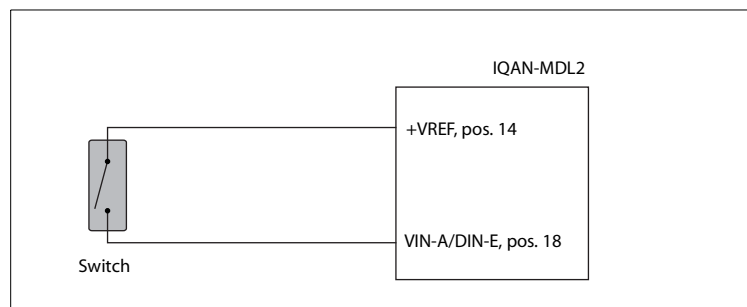 IQAN-MDL2
+VREF, pos. 14
VIN-A/DIN-E, pos. 18
Switch